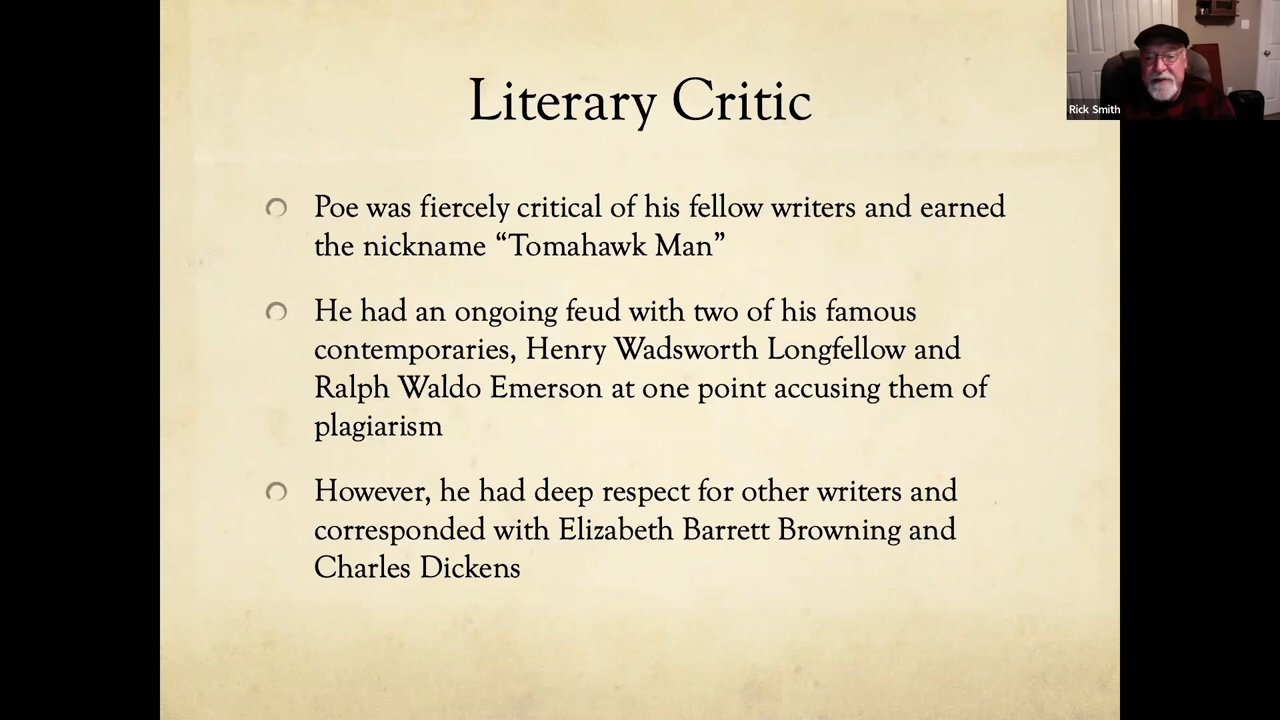 Literary Critic
Rick Smith
Poe was fiercely critical of his fellow writers and earned
the nickname “Tomahawk Man”
He had an ongoing feud with two of his famous
contemporaries, Henry Wadsworth Longfellow and
Ralph Waldo Emerson at one point accusing them of
plagiarism
However, he had deep respect for other writers and
corresponded with Elizabeth Barrett Browning and
Charles Dickens